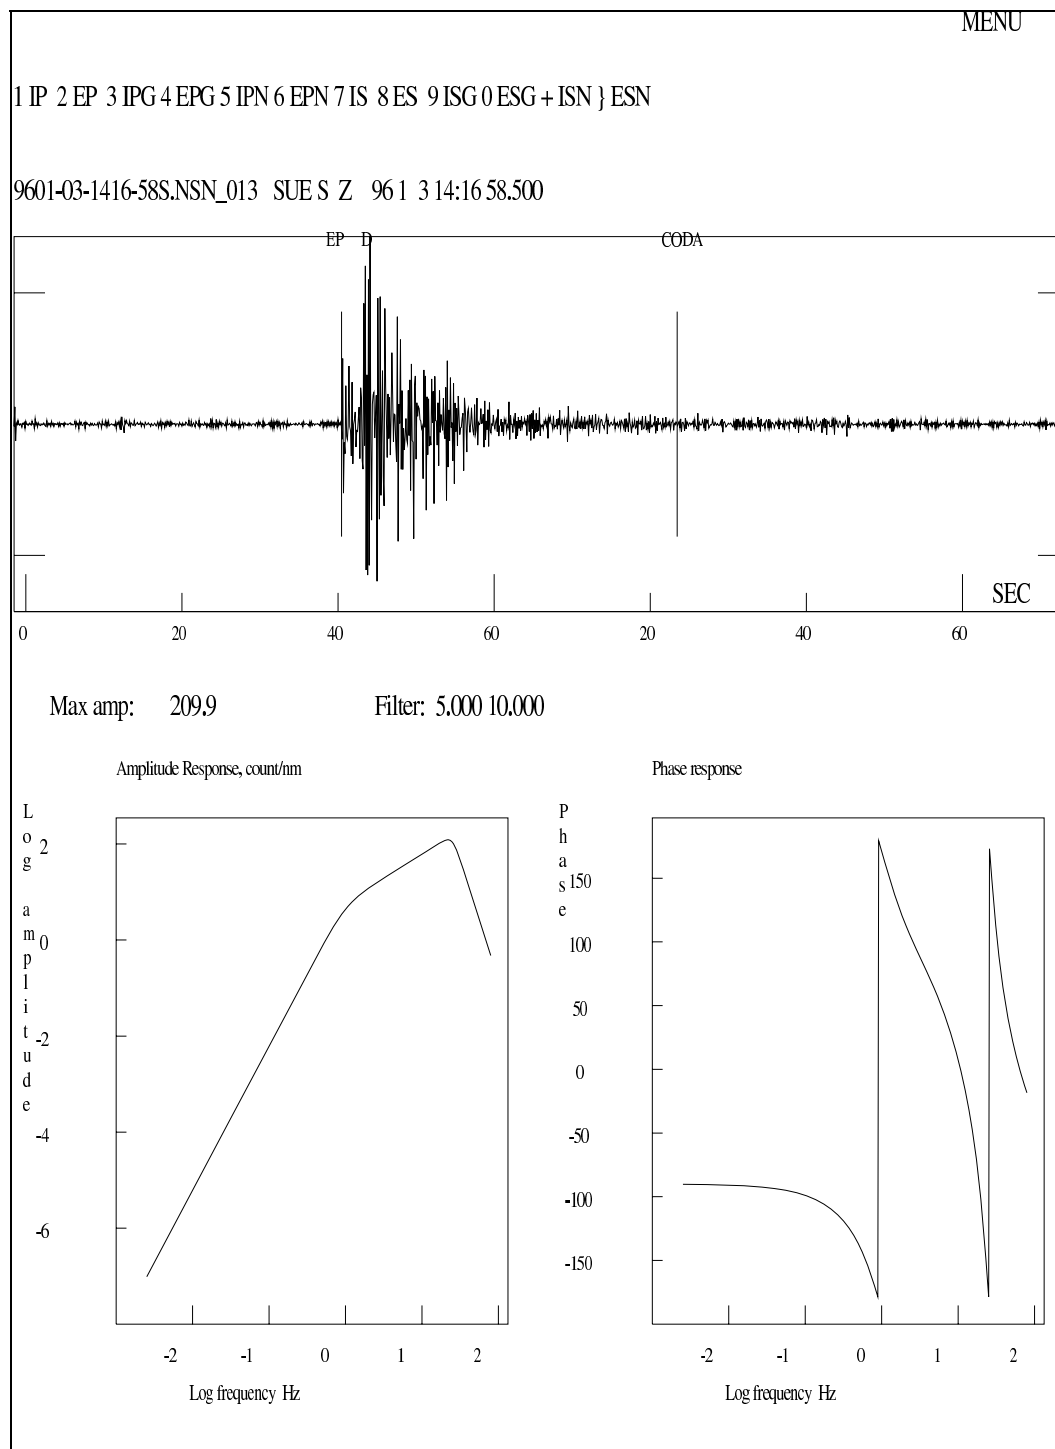 MENU
1 IP 2 EP 3 IPG 4 EPG 5 IPN 6 EPN 7 IS 8 ES 9 ISG 0 ESG + ISN } ESN
9601-03-1416-58S.NSN_013 SUE S Z 96 1 3 14:16 58.500
EP D CODA
SEC
0 20 40 60 20 40 60
Max amp: 209.9 Filter: 5.000 10.000
Amplitude Response, count/nm
Log amplitude
2
0
-2
-4
-6
-2 -1 0 1 2
Log frequency Hz
Phase response
Phase
150
100
50
0
-50
-100
-150
-2 -1 0 1 2
Log frequency Hz